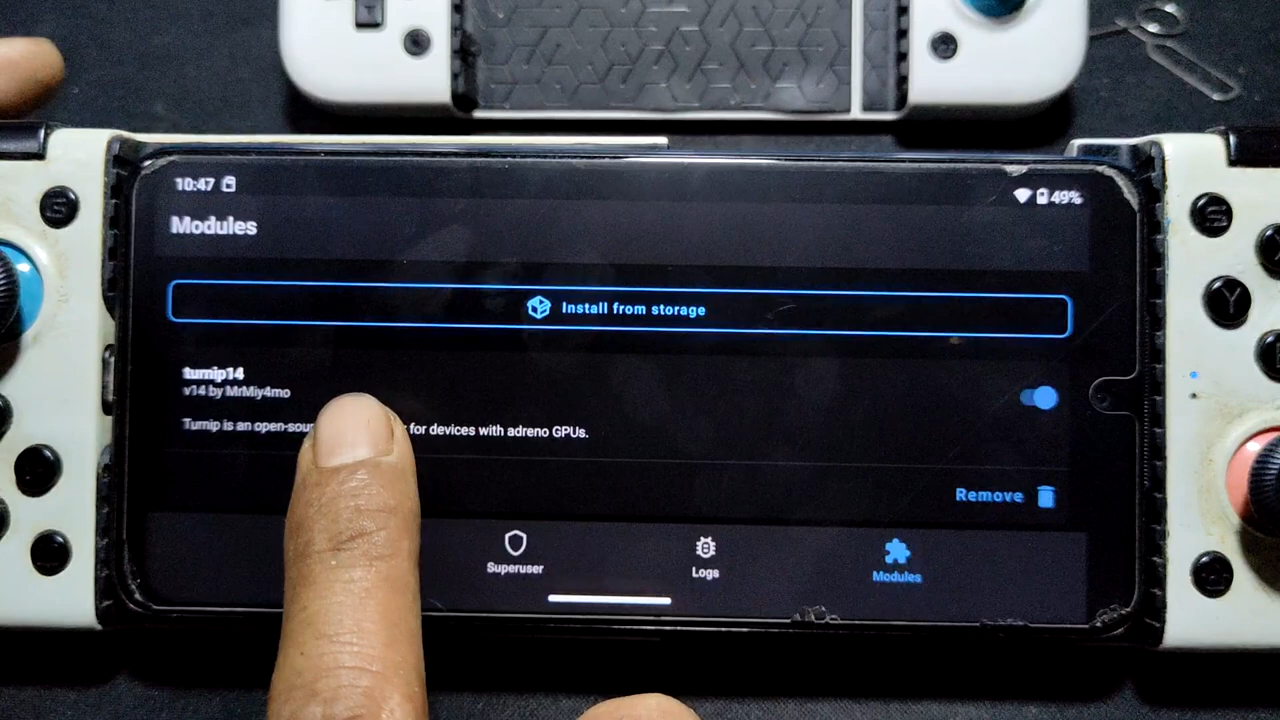 10:47
49%
Modules
Install from storage
turnip14
v14 by MrMiy4mo
Turnip is an open-sour for devices with adreno GPUs.
Remove
Superuser
Logs
Modules
S
S
X
Y